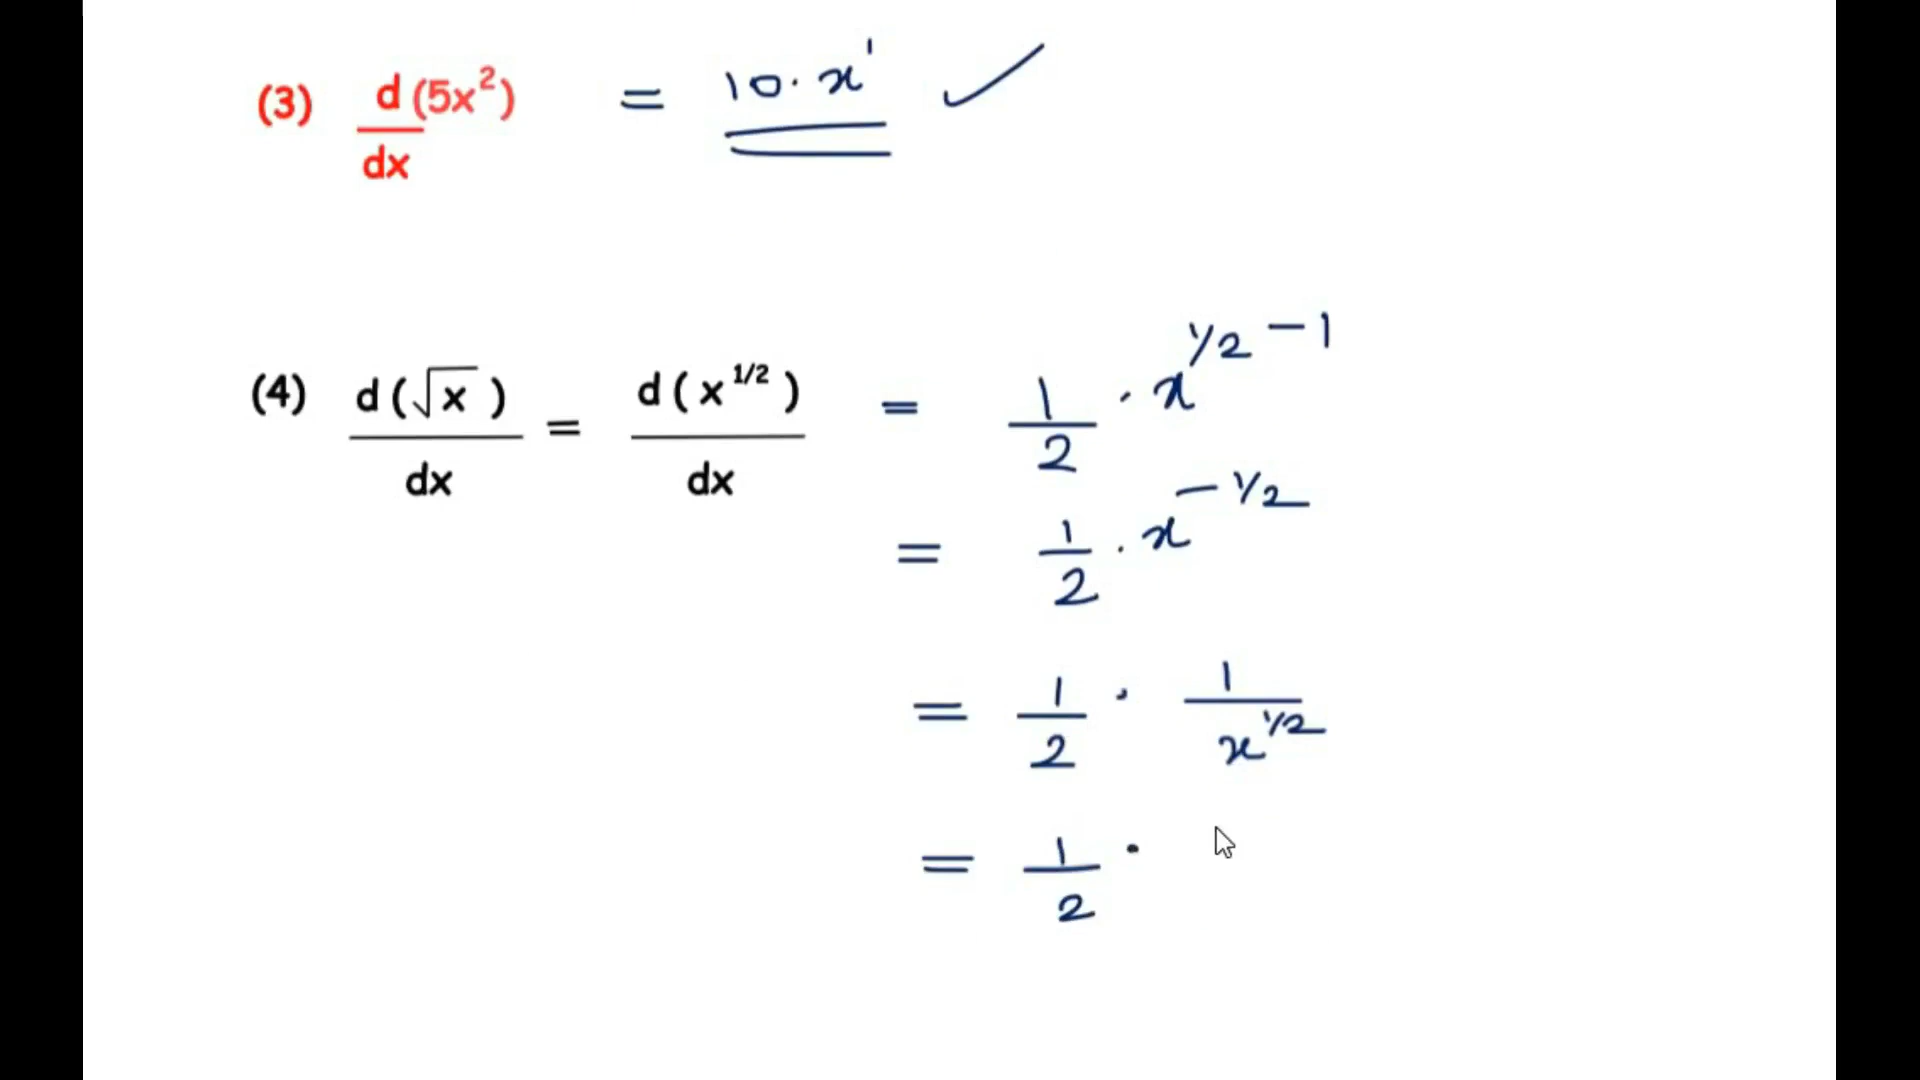 (3) d(5x²)/dx = 10 · x¹ ✓
(4) d(√x)/dx = d(x^1/2)/dx = 1/2 · x^1/2 − 1
= 1/2 · x^−1/2
= 1/2 · 1/x^1/2
= 1/2 ·